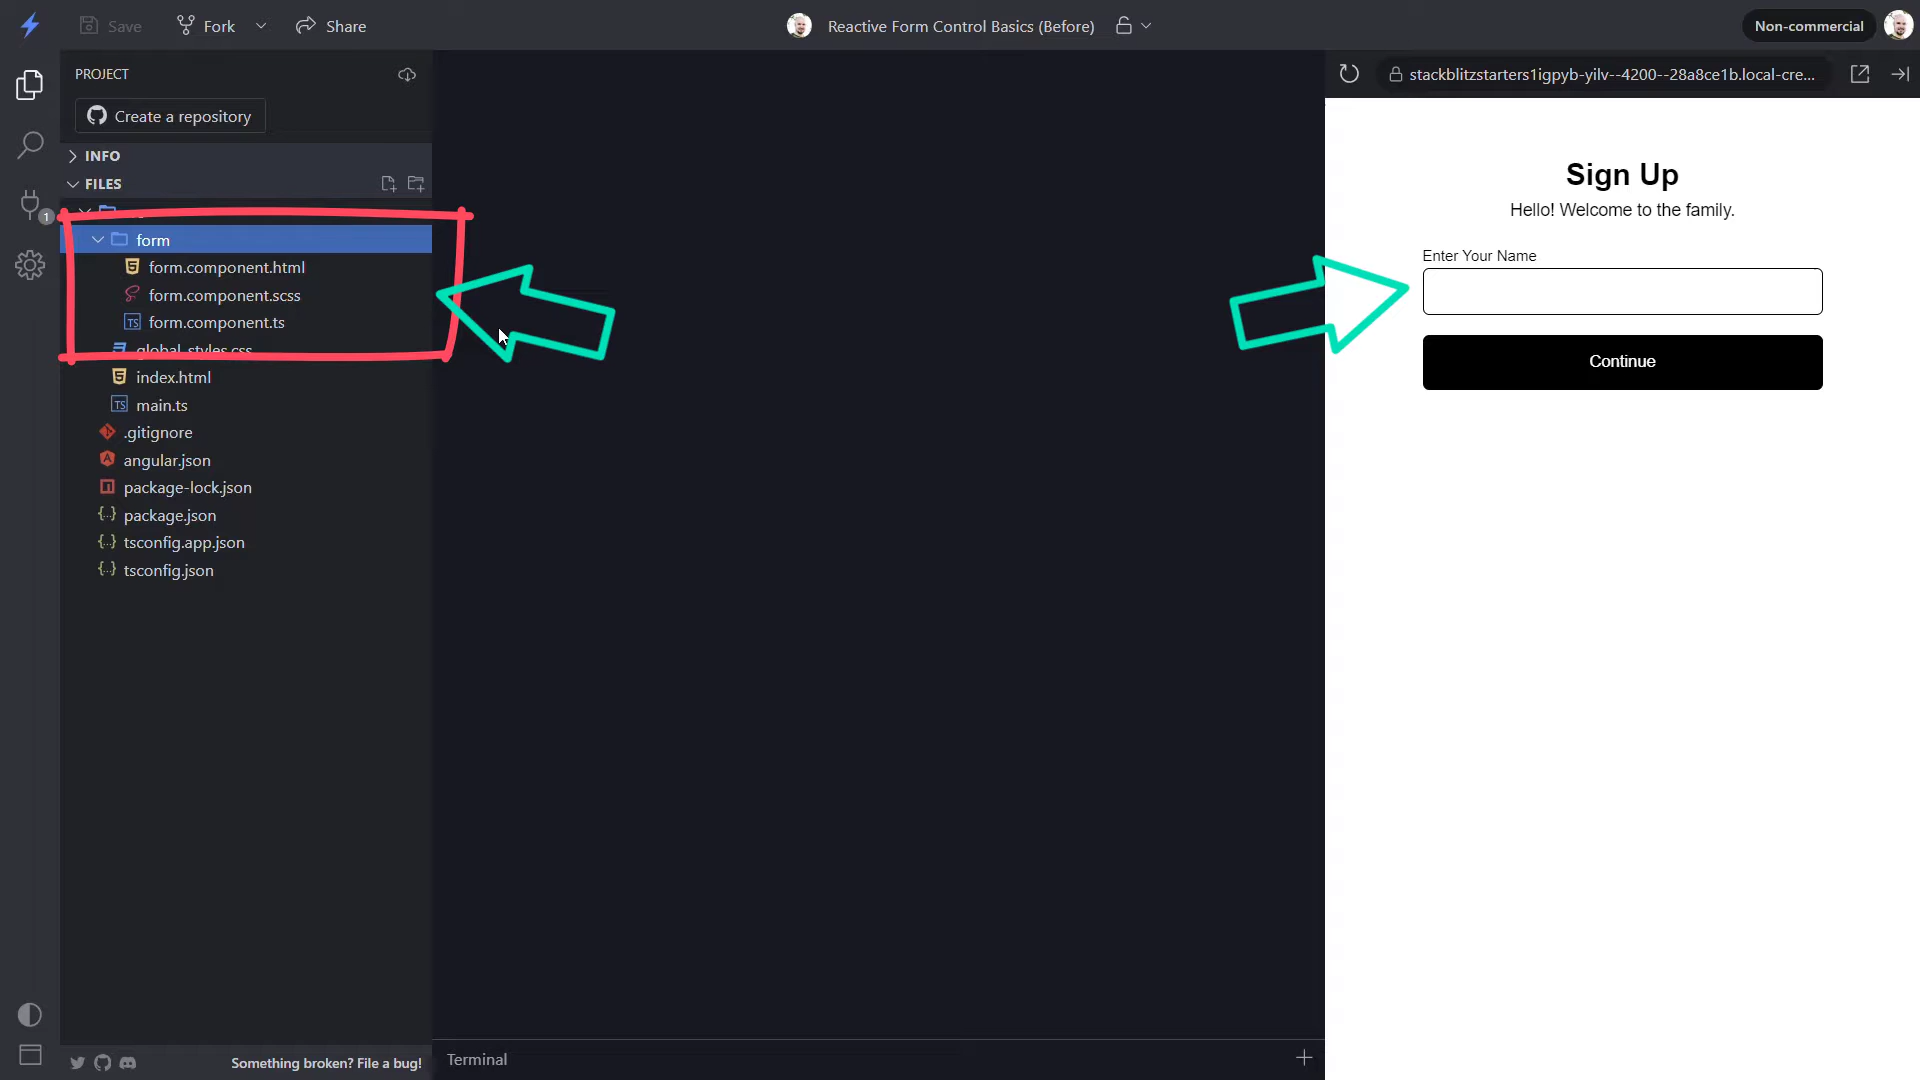 Save
Fork
Share
Reactive Form Control Basics (Before)
Non-commercial
PROJECT
stackblitzstarters1igpyb-yilv--4200--28a8ce1b.local-cre...
Create a repository
INFO
FILES
1
form
form.component.html
form.component.scss
form.component.ts
global_styles.css
index.html
main.ts
.gitignore
angular.json
package-lock.json
package.json
tsconfig.app.json
tsconfig.json
Sign Up
Hello! Welcome to the family.
Enter Your Name
Continue
Something broken? File a bug!
Terminal